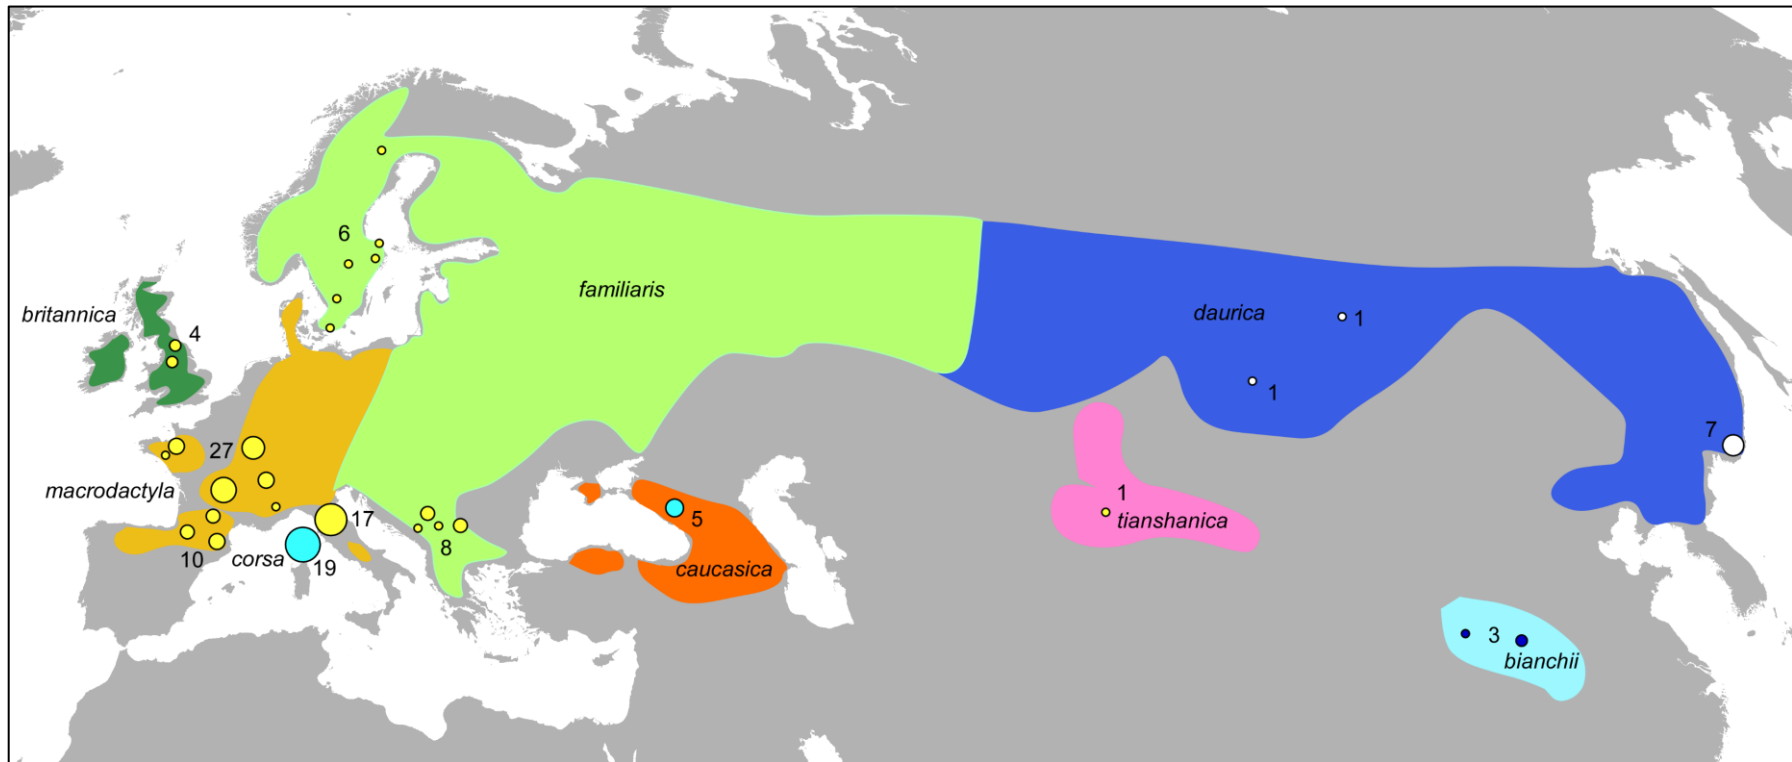 6
familiaris
britannica
4
daurica
1
1
27
7
macrodactyla
1
tianshanica
17
5
8
10
corsa
19
caucasica
3
bianchii